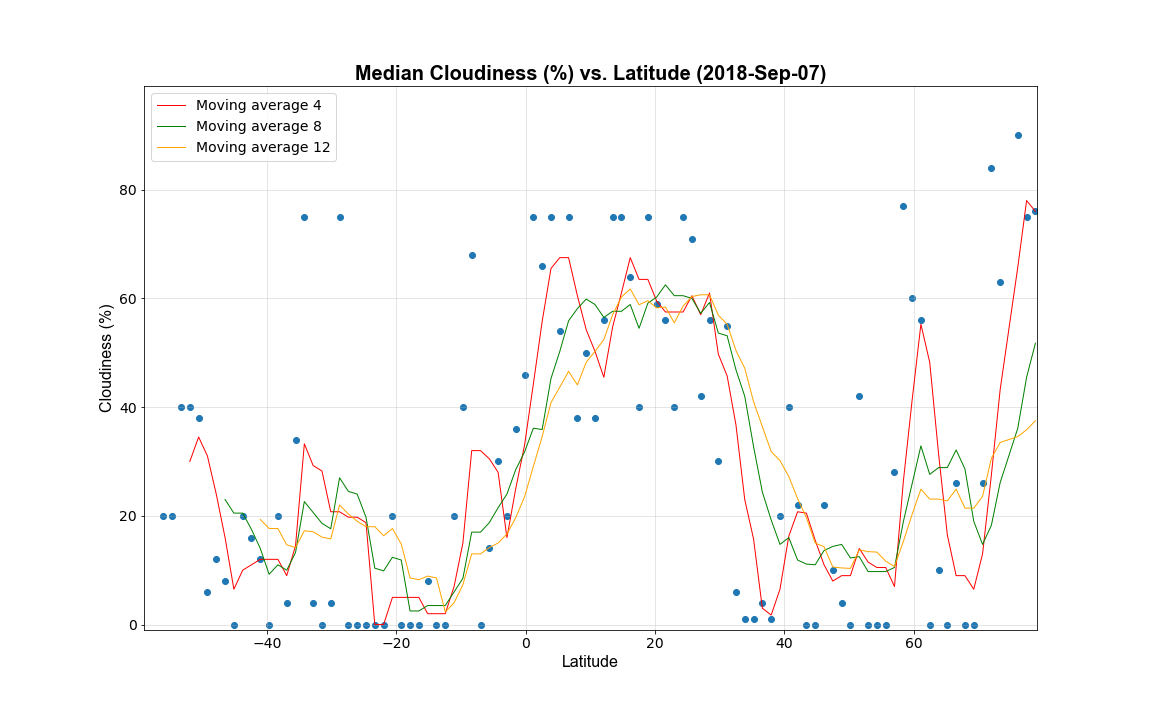 Median Cloudiness (%) vs. Latitude (2018-Sep-07)
Moving average 4
Moving average 8
Moving average 12
80
60
40
20
0
Cloudiness (%)
−40 −20 0 20 40 60
Latitude